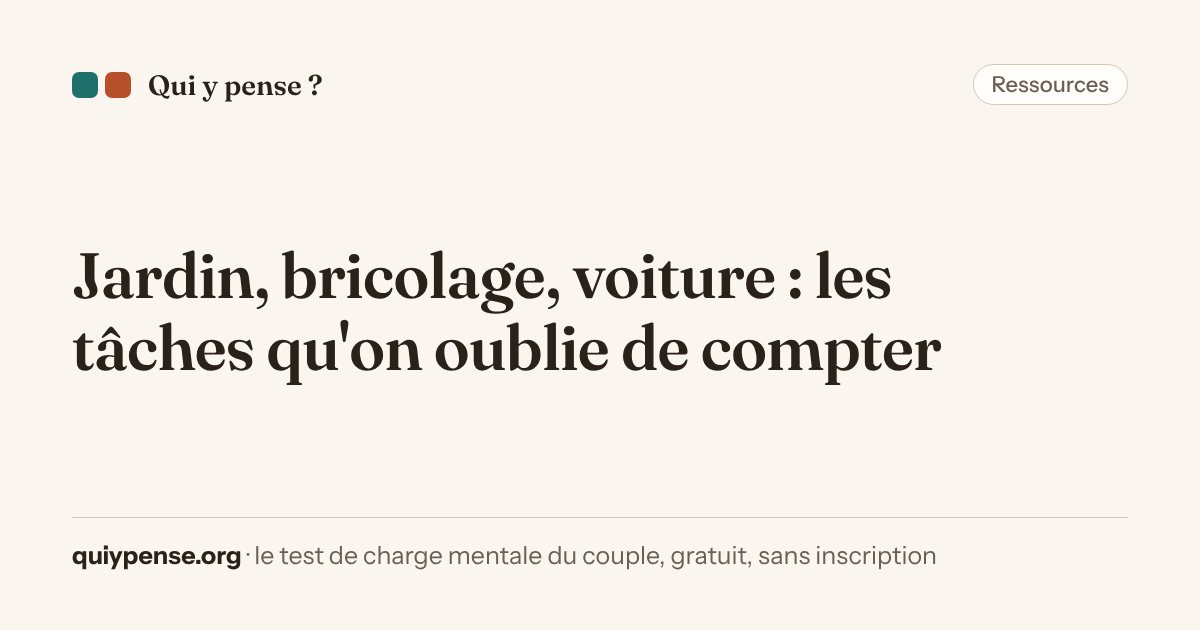 Qui y pense ?
Ressources
Jardin, bricolage, voiture : les
tâches qu'on oublie de compter
quiypense.org · le test de charge mentale du couple, gratuit, sans inscription